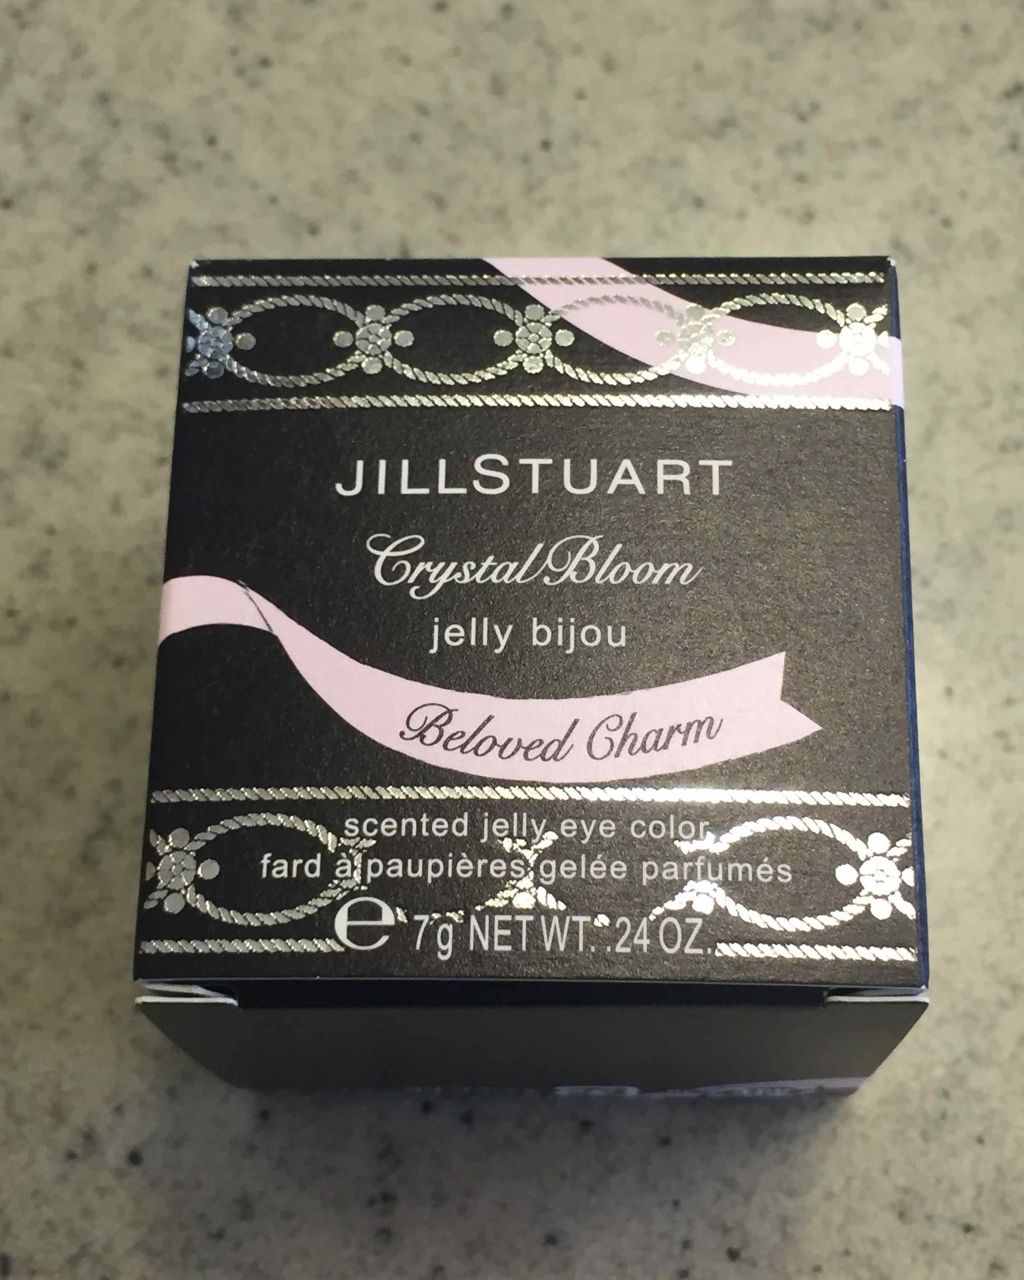 JILLSTUART
Crystal Bloom
jelly bijou
Beloved Charm
scented jelly eye color
fard à paupières gelée parfumés
℮ 7 g NET WT. .24 OZ.